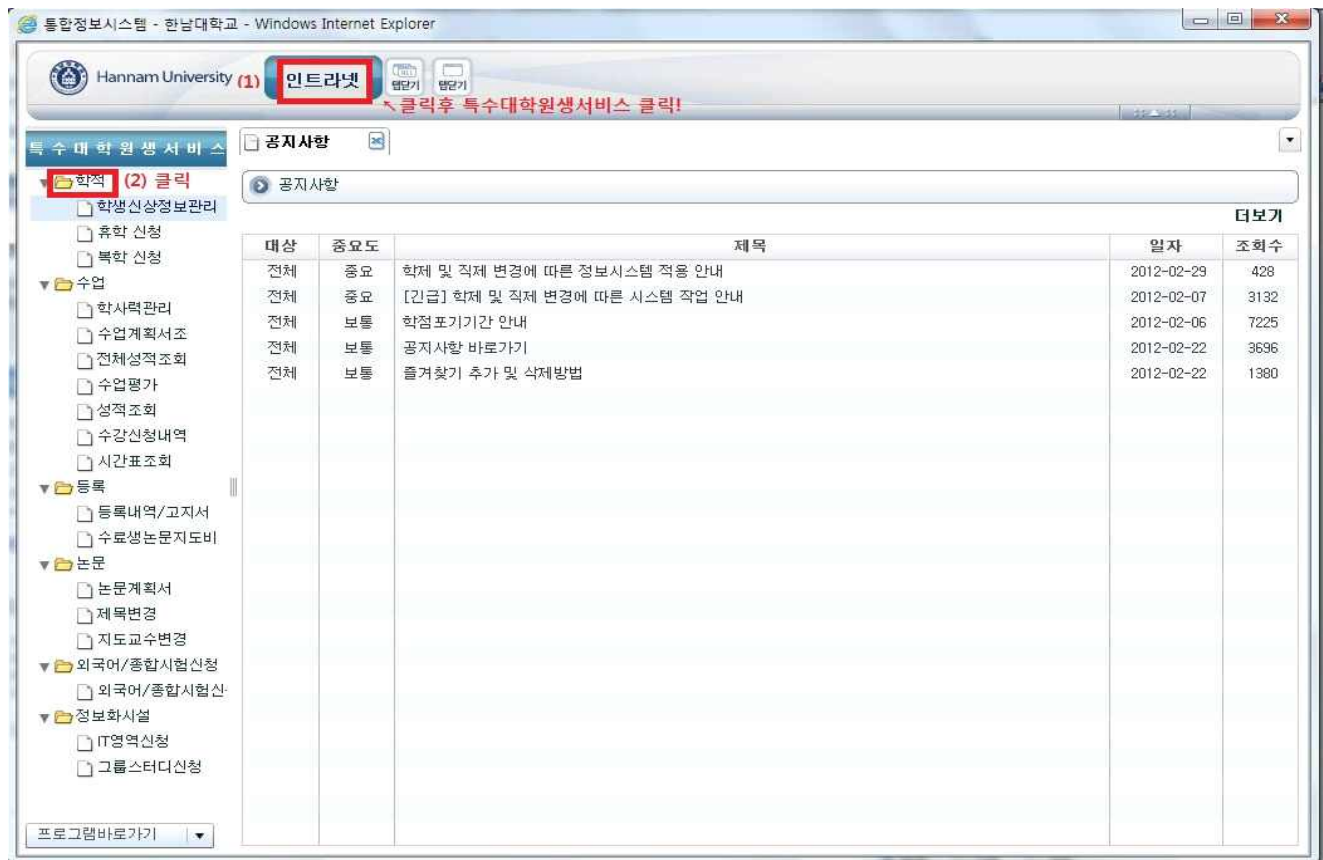 통합정보시스템 - 한남대학교 - Windows Internet Explorer
Hannam University (1) 인트라넷 탭닫기 탭닫기
↖클릭후 특수대학원생서비스 클릭!
특수대학원생서비스
공지사항
학적 (2) 클릭
공지사항
학생신상정보관리
더보기
휴학 신청
복학 신청
대상 중요도 제목 일자 조회수
전체 중요 학제 및 직제 변경에 따른 정보시스템 적용 안내 2012-02-29 428
전체 중요 [긴급] 학제 및 직제 변경에 따른 시스템 작업 안내 2012-02-07 3132
전체 보통 학점포기기간 안내 2012-02-06 7225
전체 보통 공지사항 바로가기 2012-02-22 3696
전체 보통 즐겨찾기 추가 및 삭제방법 2012-02-22 1380
수업
학사력관리
수업계획서조
전체성적조회
수업평가
성적조회
수강신청내역
시간표조회
등록
등록내역/고지서
수료생논문지도비
논문
논문계획서
제목변경
지도교수변경
외국어/종합시험신청
외국어/종합시험신
정보화시설
IT영역신청
그룹스터디신청
프로그램바로가기